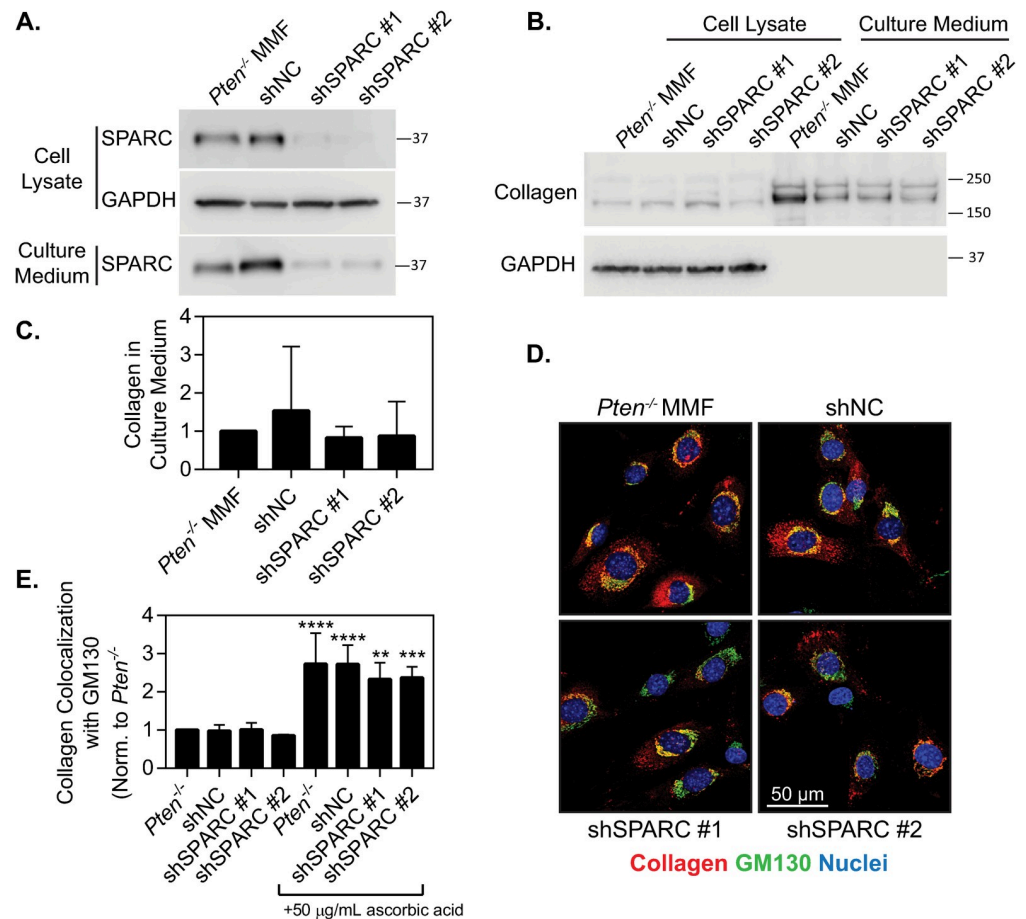 A.
Pten-/- MMF
shNC
shSPARC #1
shSPARC #2
Cell
Lysate
SPARC
37
GAPDH
37
Culture
Medium
SPARC
37
B.
Cell Lysate
Culture Medium
Pten-/- MMF
shNC
shSPARC #1
shSPARC #2
Pten-/- MMF
shNC
shSPARC #1
shSPARC #2
Collagen
250
150
GAPDH
37
C.
Collagen in
Culture Medium
4
3
2
1
0
Pten-/- MMF
shNC
shSPARC #1
shSPARC #2
D.
Pten-/- MMF
shNC
50 µm
shSPARC #1
shSPARC #2
Collagen GM130 Nuclei
E.
Collagen Colocalization
with GM130
(Norm. to Pten-/-)
4
3
2
1
0
****
****
**
***
Pten-/-
shNC
shSPARC #1
shSPARC #2
Pten-/-
shNC
shSPARC #1
shSPARC #2
+50 µg/mL ascorbic acid